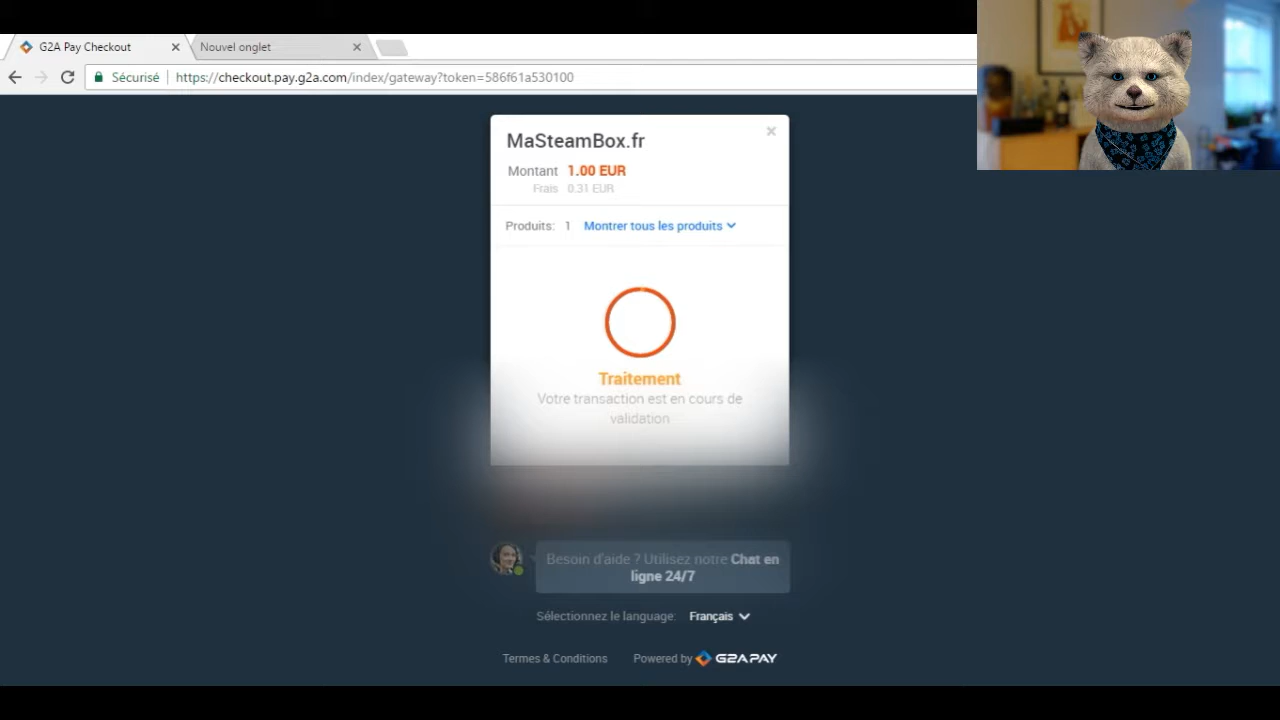 G2A Pay Checkout
Nouvel onglet
Sécurisé
https://checkout.pay.g2a.com/index/gateway?token=586f61a530100
MaSteamBox.fr
Montant 1.00 EUR
Frais 0.31 EUR
Produits: 1 Montrer tous les produits
Traitement
Votre transaction est en cours de
validation
Besoin d'aide ? Utilisez notre Chat en
ligne 24/7
Sélectionnez le language: Français
Termes & Conditions
Powered by G2A PAY